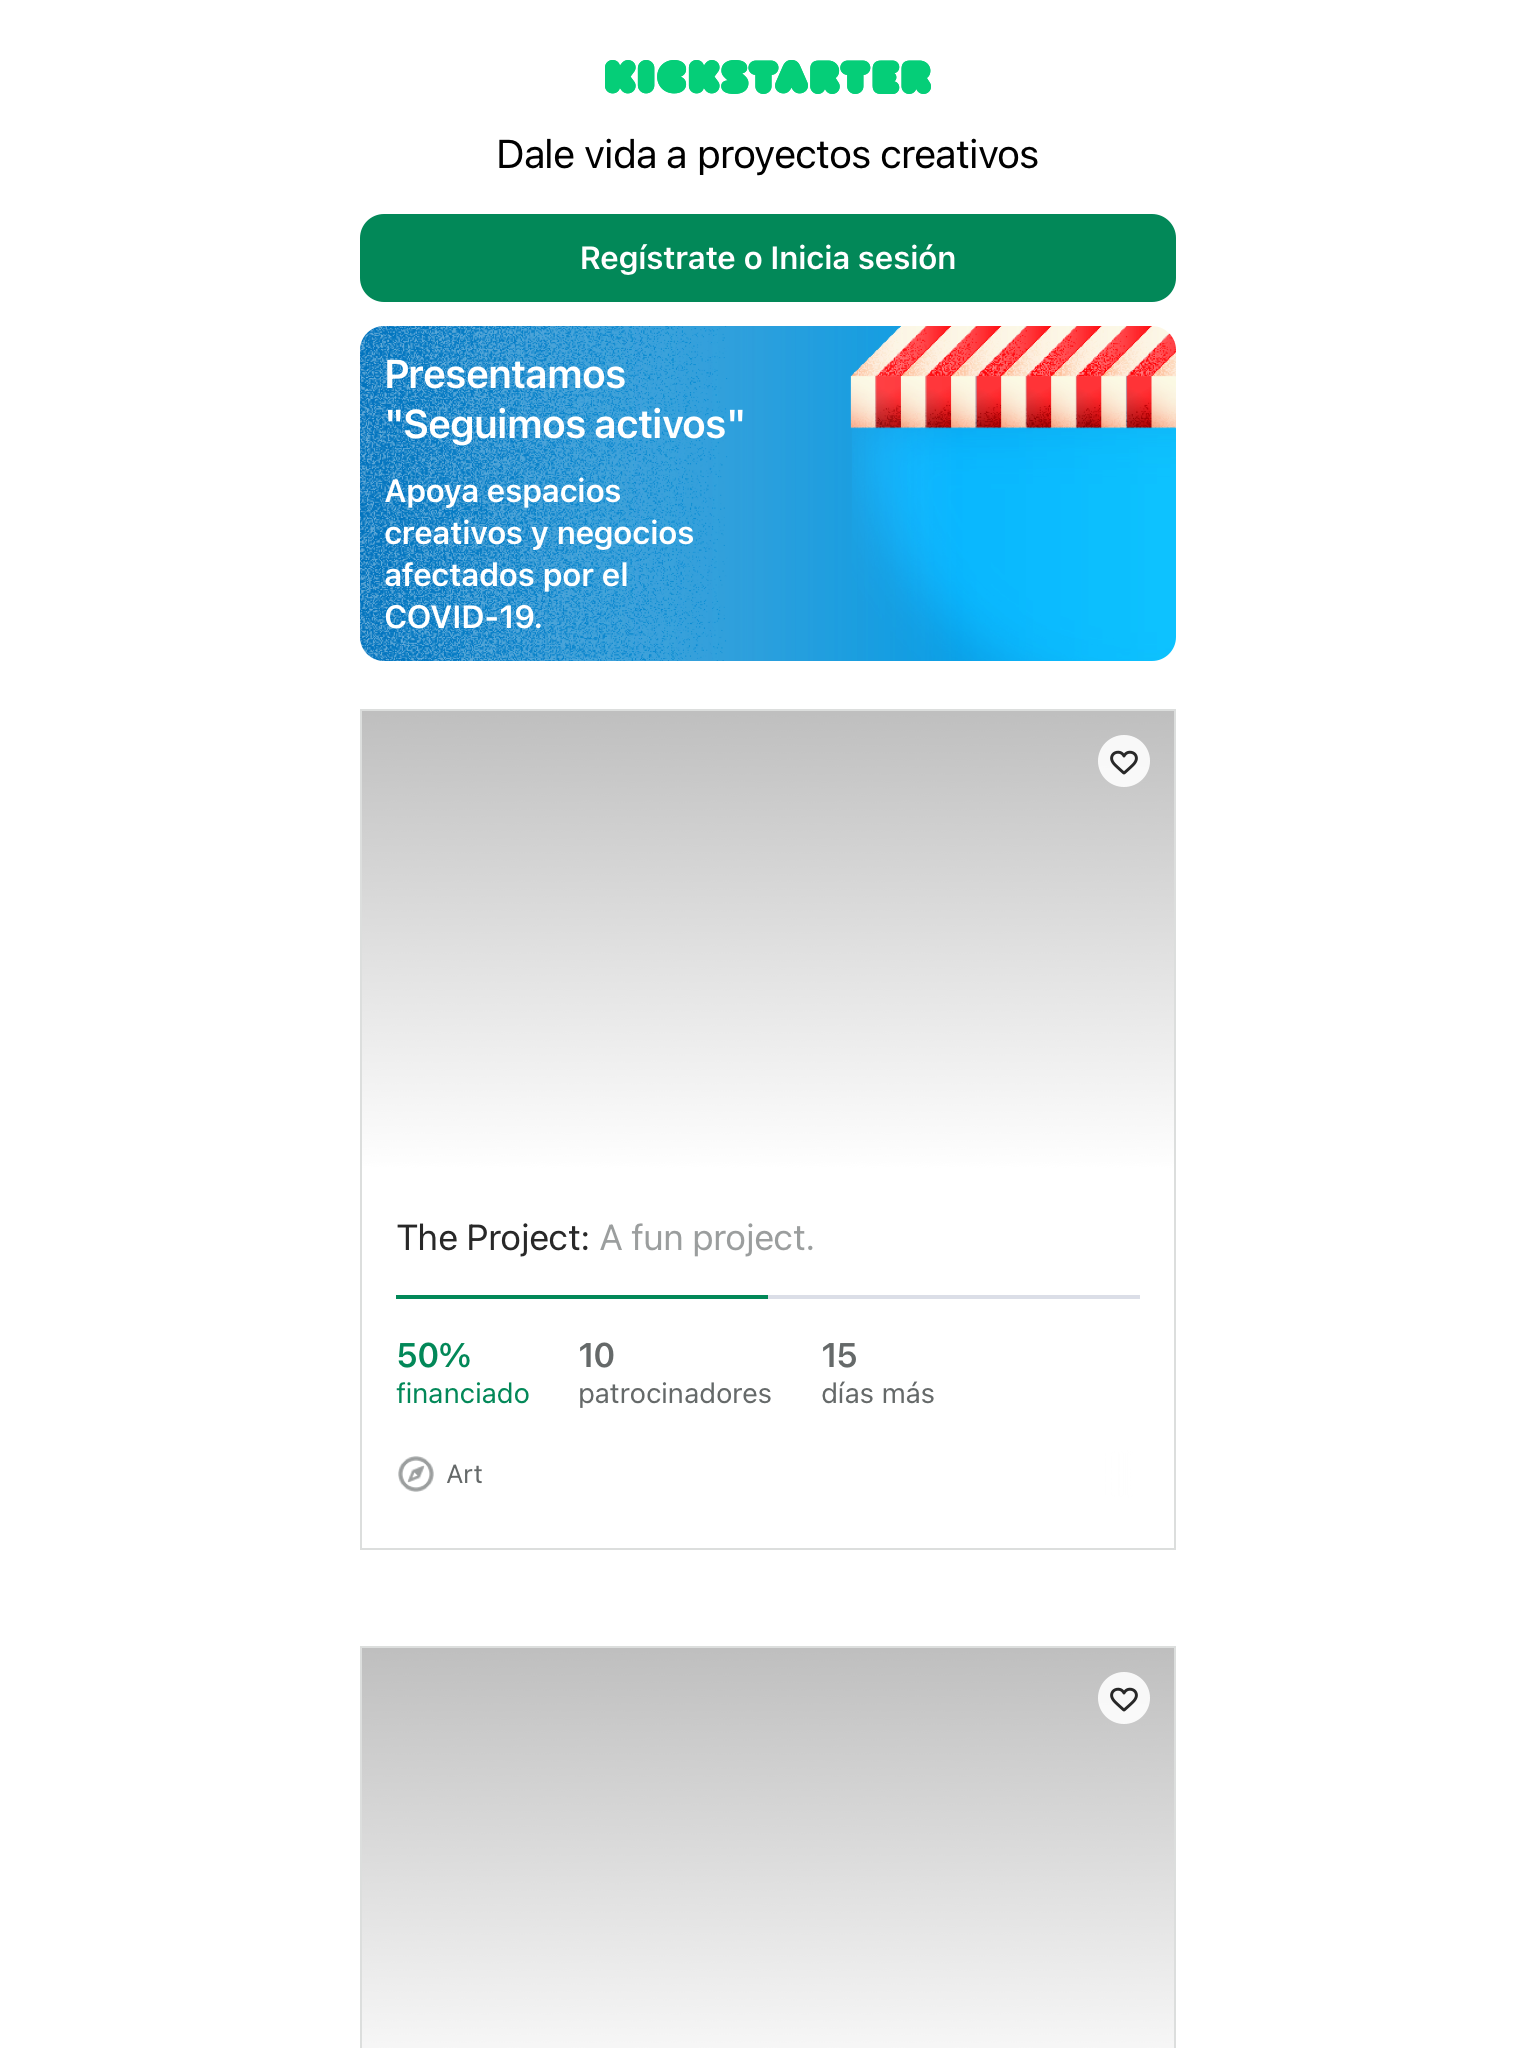 KICKSTARTER
Dale vida a proyectos creativos
Regístrate o Inicia sesión
Presentamos
"Seguimos activos"
Apoya espacios
creativos y negocios
afectados por el
COVID-19.
The Project: A fun project.
50% 10 15
financiado patrocinadores días más
Art